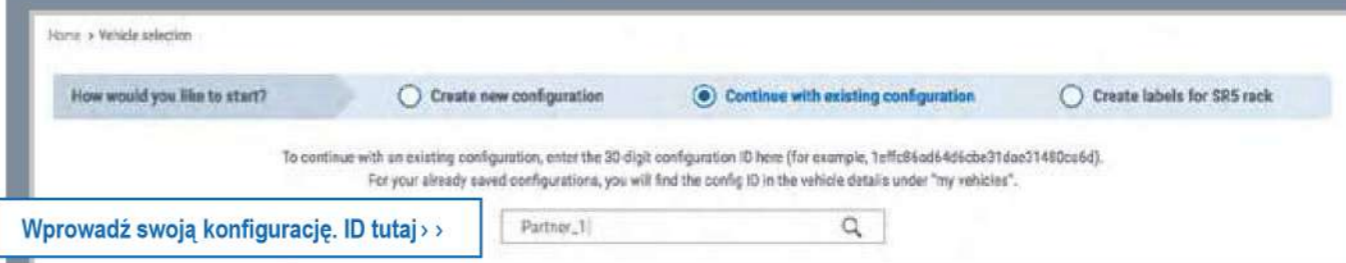 Home > Vehicle selection
How would you like to start? Create new configuration Continue with existing configuration Create labels for SR5 rack
To continue with an existing configuration, enter the 30-digit configuration ID here (for example, 1effc86ad64d6cbe31dae31480ca6d).
For your already saved configurations, you will find the config ID in the vehicle details under "my vehicles".
Wprowadź swoją konfigurację. ID tutaj › › Partner_1